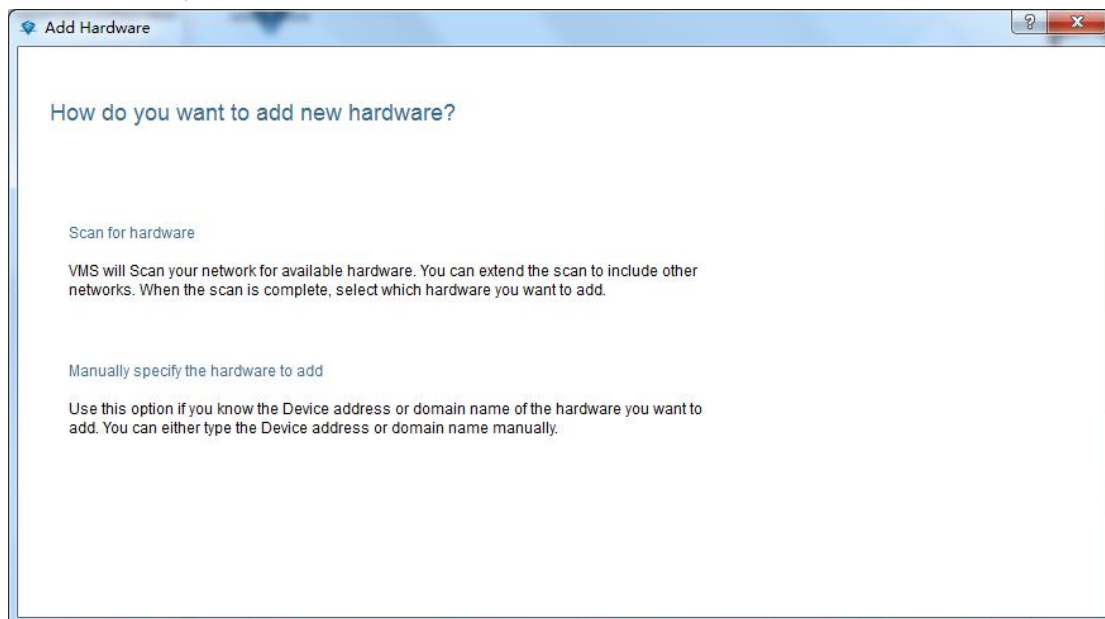 Add Hardware
How do you want to add new hardware?
Scan for hardware
VMS will Scan your network for available hardware. You can extend the scan to include other
networks. When the scan is complete, select which hardware you want to add.
Manually specify the hardware to add
Use this option if you know the Device address or domain name of the hardware you want to
add. You can either type the Device address or domain name manually.